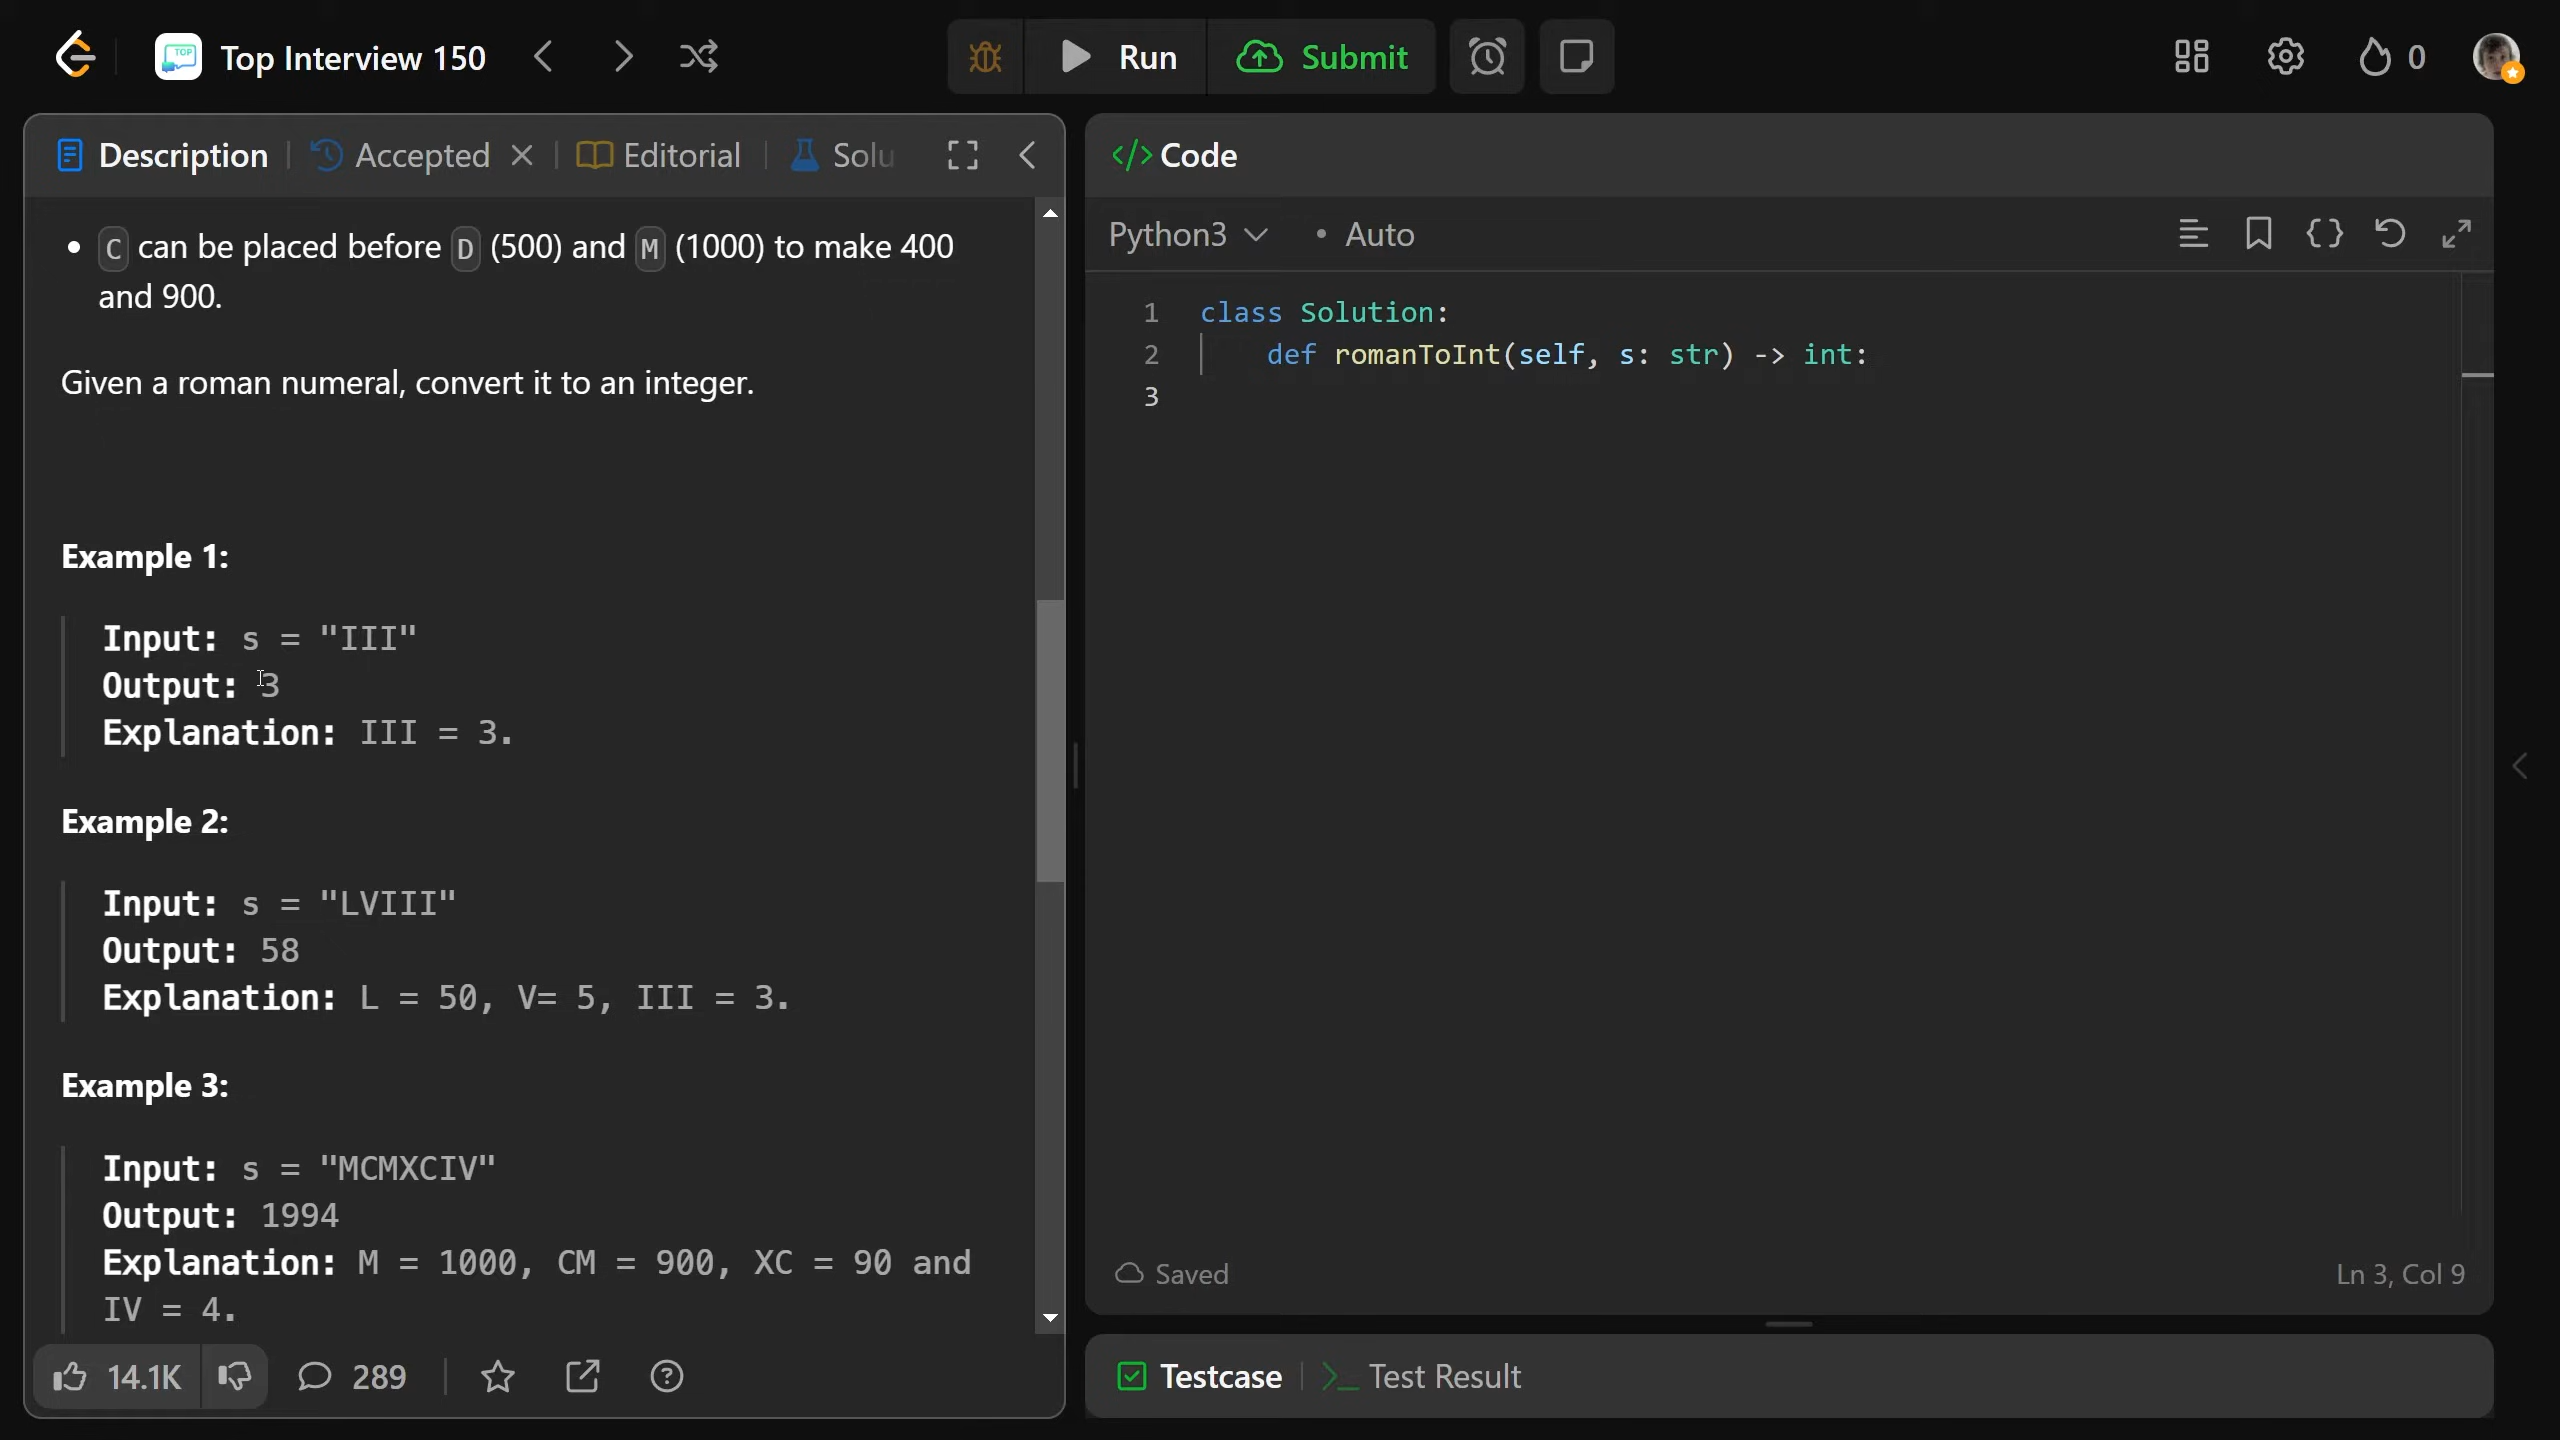 Top Interview 150
Run
Submit
0
Description
Accepted
Editorial
Solu
C can be placed before D (500) and M (1000) to make 400
and 900.
Given a roman numeral, convert it to an integer.
Example 1:
Input: s = "III"
Output: 3
Explanation: III = 3.
Example 2:
Input: s = "LVIII"
Output: 58
Explanation: L = 50, V= 5, III = 3.
Example 3:
Input: s = "MCMXCIV"
Output: 1994
Explanation: M = 1000, CM = 900, XC = 90 and
IV = 4.
14.1K
289
</> Code
Python3
• Auto
1 class Solution:
2 def romanToInt(self, s: str) -> int:
3
Saved
Ln 3, Col 9
Testcase
Test Result